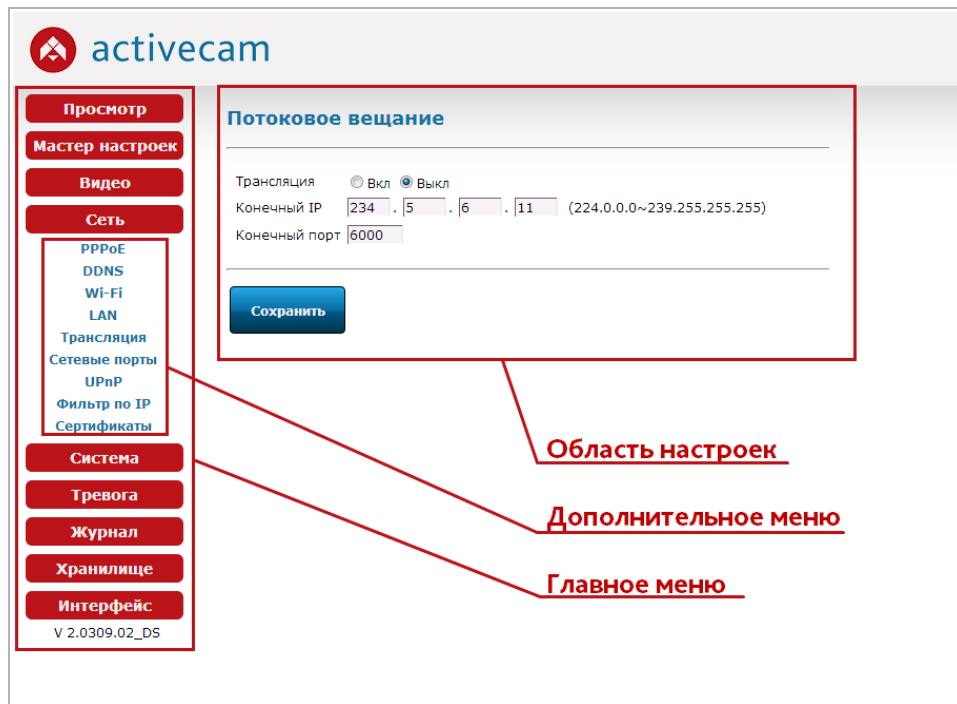 activecam
Просмотр
Мастер настроек
Видео
Сеть
PPPoE
DDNS
Wi-Fi
LAN
Трансляция
Сетевые порты
UPnP
Фильтр по IP
Сертификаты
Система
Тревога
Журнал
Хранилище
Интерфейс
V 2.0309.02_DS
Потоковое вещание
Трансляция Вкл Выкл
Конечный IP 234 . 5 . 6 . 11 (224.0.0.0~239.255.255.255)
Конечный порт 6000
Сохранить
Область настроек
Дополнительное меню
Главное меню